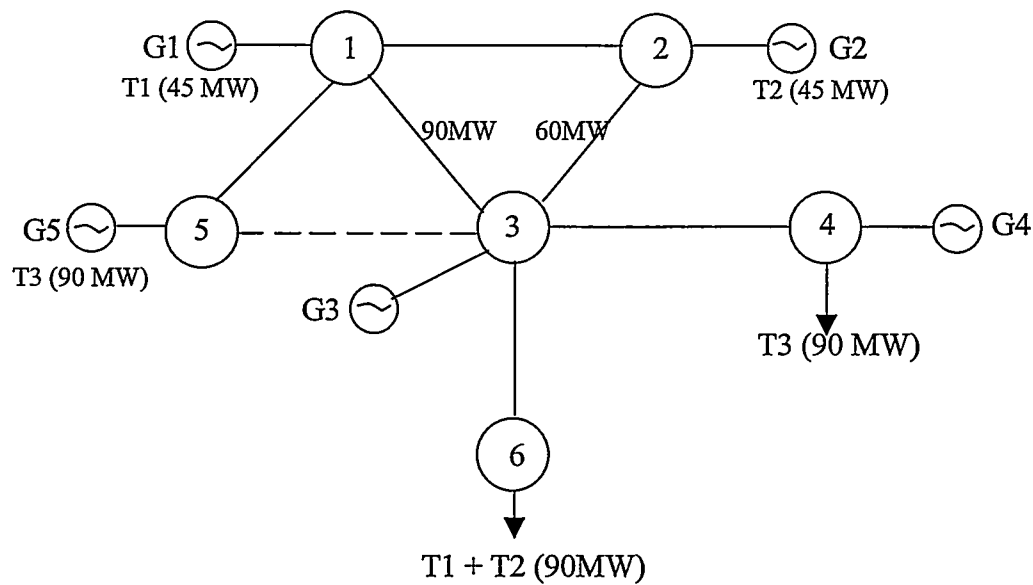 G1
1
2
G2
T1 (45 MW)
T2 (45 MW)
90MW
60MW
G5
5
3
4
G4
T3 (90 MW)
G3
T3 (90 MW)
6
T1 + T2 (90MW)